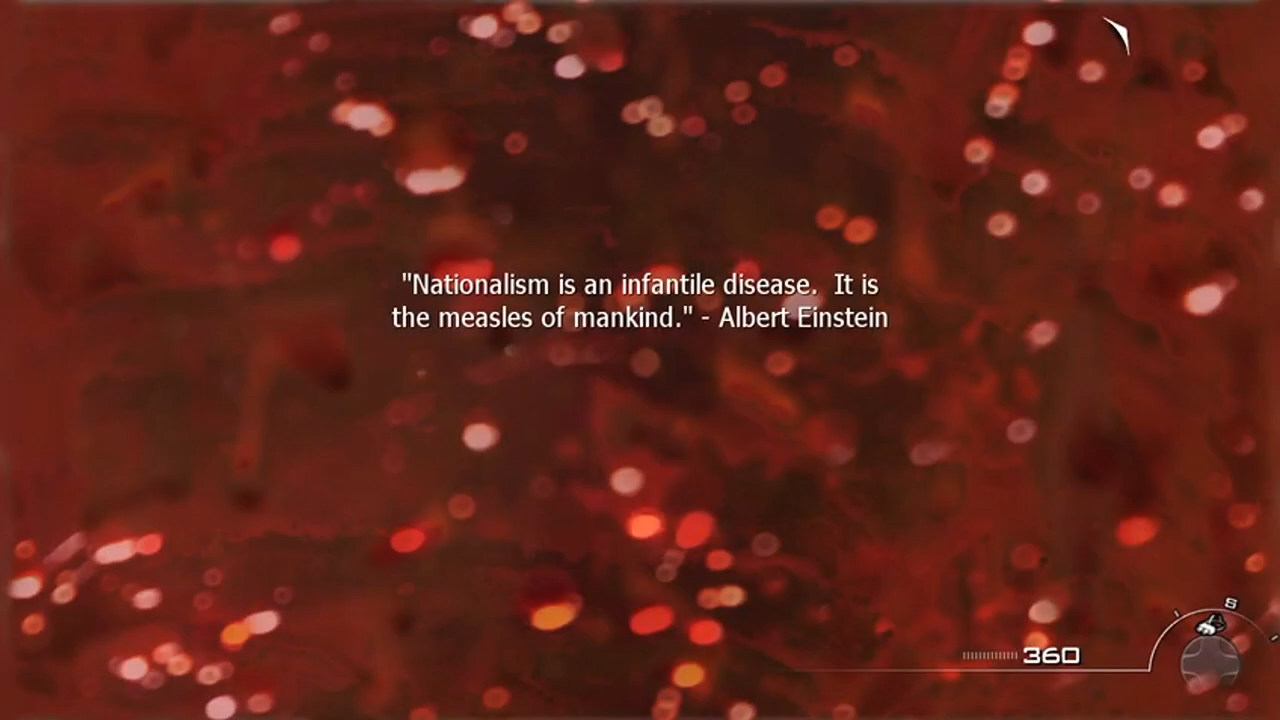 "Nationalism is an infantile disease.  It is
the measles of mankind." - Albert Einstein
S
360